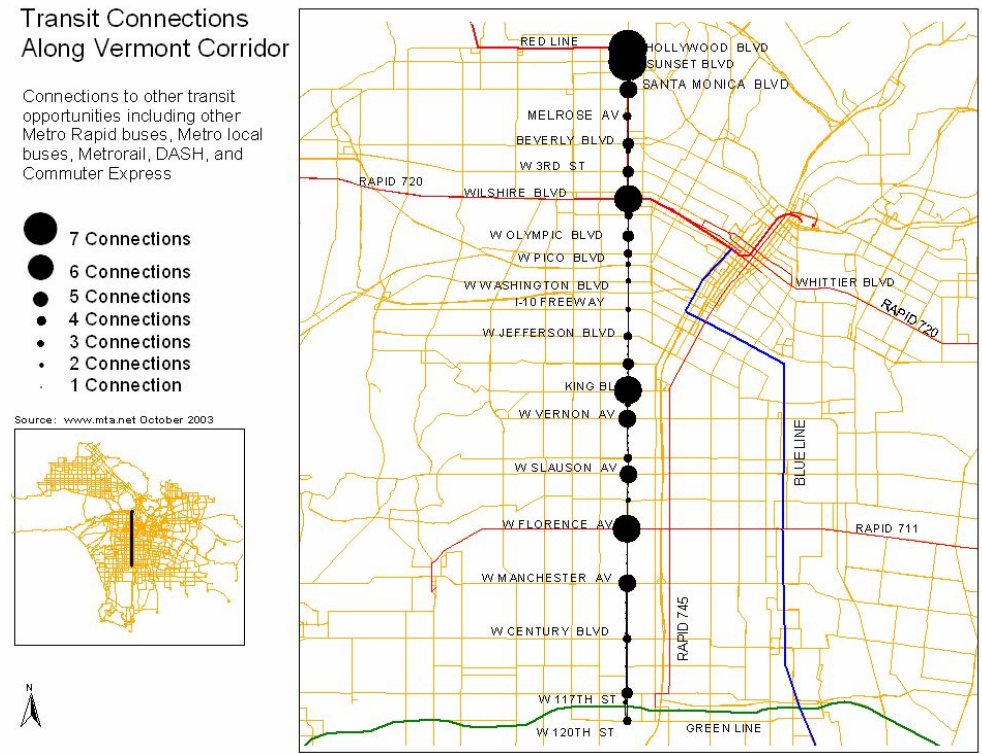 Transit Connections
Along Vermont Corridor
Connections to other transit
opportunities including other
Metro Rapid buses, Metro local
buses, Metrorail, DASH, and
Commuter Express
7 Connections
6 Connections
5 Connections
4 Connections
3 Connections
2 Connections
1 Connection
Source: www.mta.net October 2003
N
RED LINE
HOLLYWOOD BLVD
SUNSET BLVD
SANTA MONICA BLVD
MELROSE AV
BEVERLY BLVD
W 3RD ST
RAPID 720
WILSHIRE BLVD
W OLYMPIC BLVD
W PICO BLVD
W WASHINGTON BLVD
WHITTIER BLVD
I-10 FREEWAY
RAPID 720
W JEFFERSON BLVD
KING BL
W VERNON AV
BLUE LINE
W SLAUSON AV
W FLORENCE AV
RAPID 711
W MANCHESTER AV
RAPID 745
W CENTURY BLVD
W 117TH ST
GREEN LINE
W 120TH ST